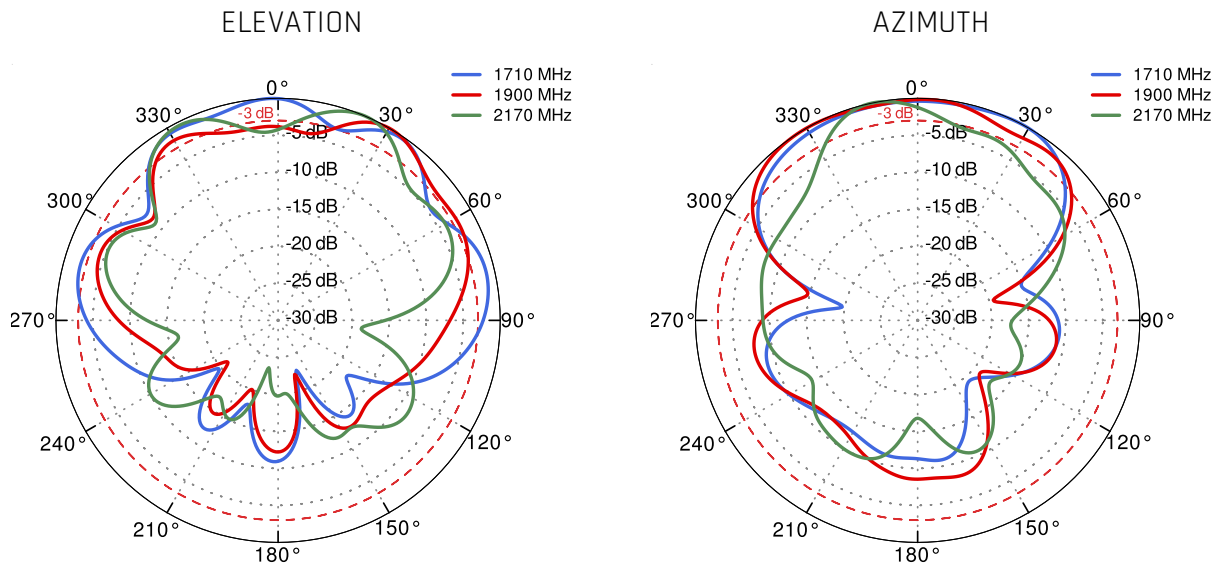 ELEVATION
AZIMUTH
1710 MHz
1900 MHz
2170 MHz
0°
330°
30°
-3 dB
-5 dB
-10 dB
300°
60°
-15 dB
-20 dB
-25 dB
-30 dB
270°
90°
240°
120°
210°
150°
180°
1710 MHz
1900 MHz
2170 MHz
0°
330°
30°
-3 dB
-5 dB
-10 dB
300°
60°
-15 dB
-20 dB
-25 dB
-30 dB
270°
90°
240°
120°
210°
150°
180°